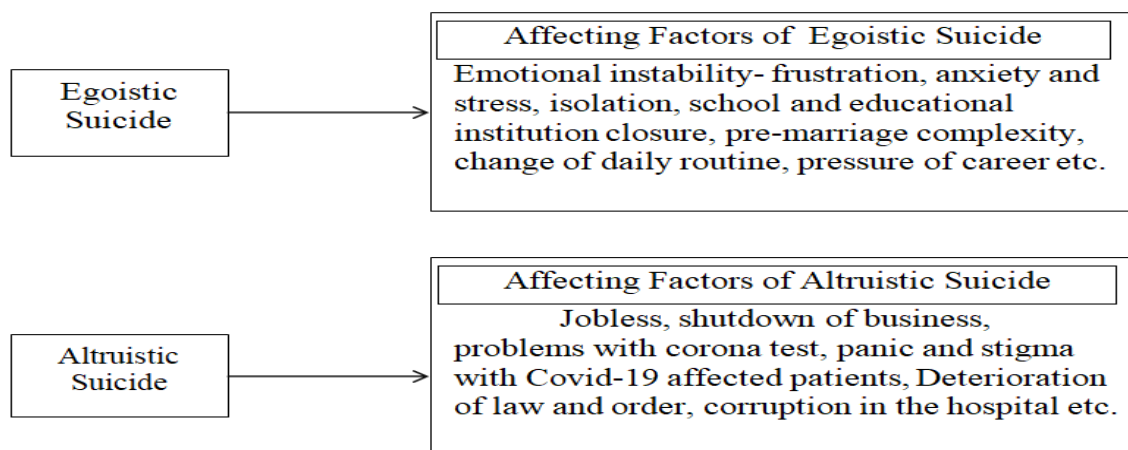 Affecting Factors of Egoistic Suicide
Egoistic
Suicide
Emotional instability- frustration, anxiety and
stress, isolation, school and educational
institution closure, pre-marriage complexity,
change of daily routine, pressure of career etc.
Affecting Factors of Altruistic Suicide
Altruistic
Suicide
Jobless, shutdown of business,
problems with corona test, panic and stigma
with Covid-19 affected patients, Deterioration
of law and order, corruption in the hospital etc.